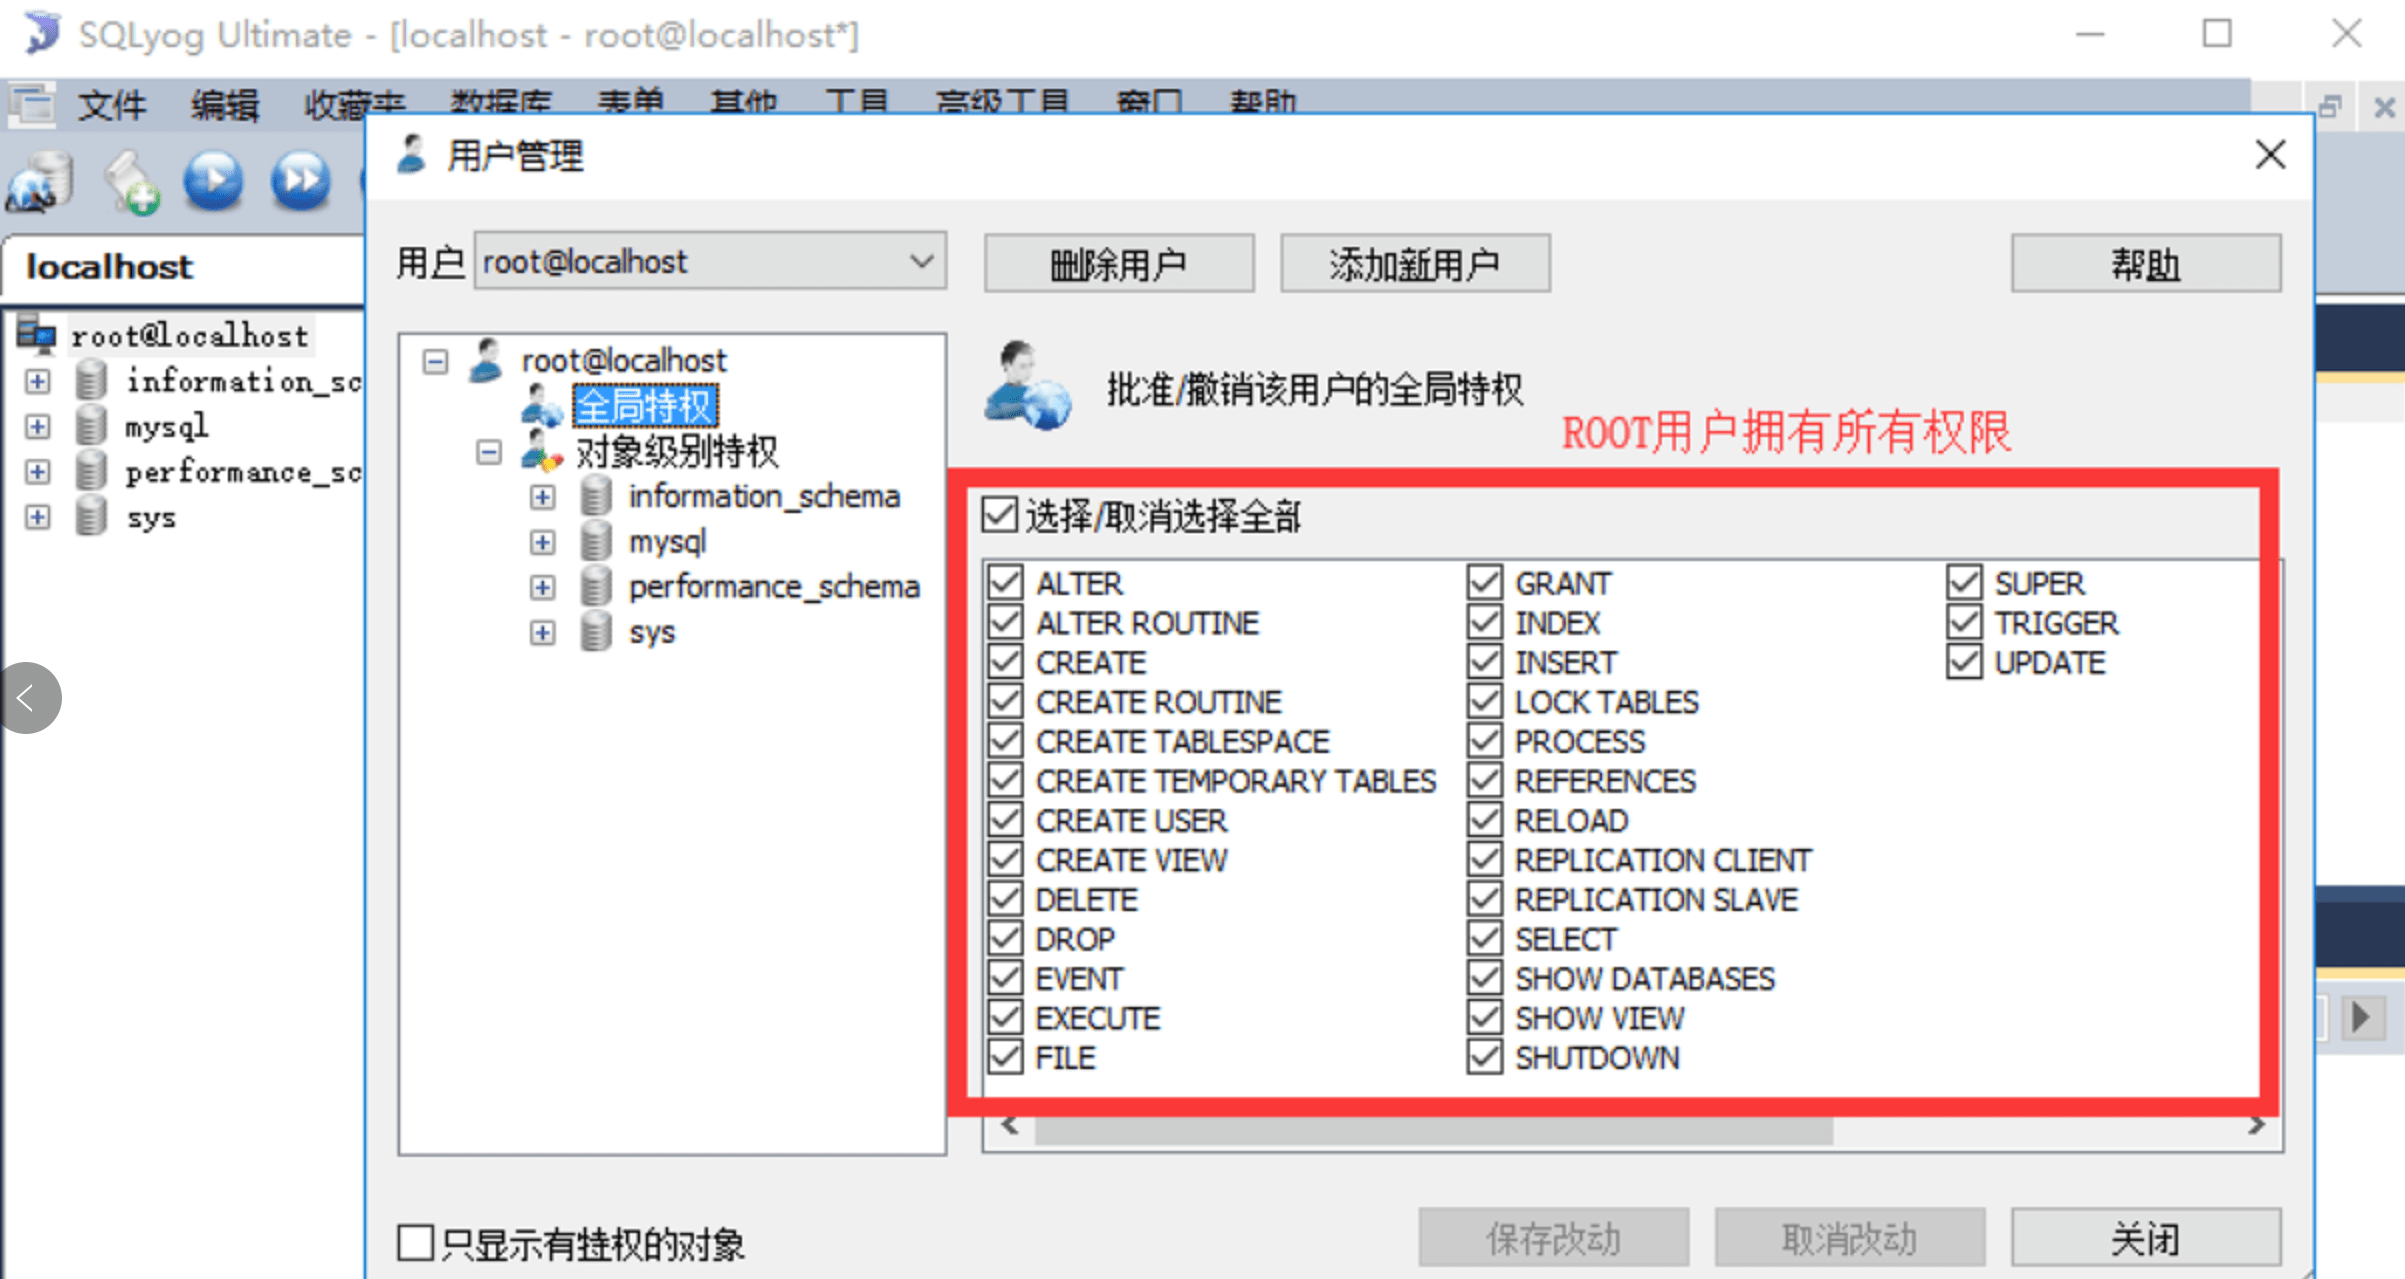 SQLyog Ultimate - [localhost - root@localhost*]
文件 编辑 收藏夹 数据库 表单 其他 工具 高级工具 窗口 帮助
用户管理
用户 root@localhost 删除用户 添加新用户 帮助
localhost
root@localhost
information_sc
mysql
performance_sc
sys
root@localhost
全局特权
对象级别特权
information_schema
mysql
performance_schema
sys
批准/撤销该用户的全局特权
ROOT用户拥有所有权限
选择/取消选择全部
ALTER
ALTER ROUTINE
CREATE
CREATE ROUTINE
CREATE TABLESPACE
CREATE TEMPORARY TABLES
CREATE USER
CREATE VIEW
DELETE
DROP
EVENT
EXECUTE
FILE
GRANT
INDEX
INSERT
LOCK TABLES
PROCESS
REFERENCES
RELOAD
REPLICATION CLIENT
REPLICATION SLAVE
SELECT
SHOW DATABASES
SHOW VIEW
SHUTDOWN
SUPER
TRIGGER
UPDATE
只显示有特权的对象
保存改动 取消改动 关闭